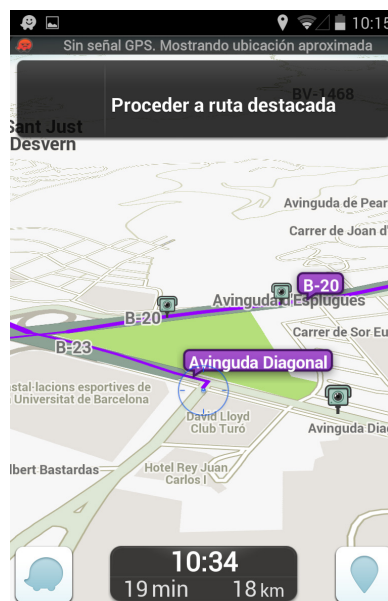 10:15
Sin señal GPS. Mostrando ubicación aproximada
BV-1468
Proceder a ruta destacada
Sant Just
Desvern
Avinguda de Pear
Carrer de Joan d'
B-20
Avinguda d'Esplugues
B-20
Carrer de Sor Eu
B-23
Avinguda Diagonal
stal·lacions esportives de
Universitat de Barcelona
David Lloyd
Club Turó
Avinguda Dia
lbert Bastardas
Hotel Rey Juan
Carlos I
10:34
19 min 18 km